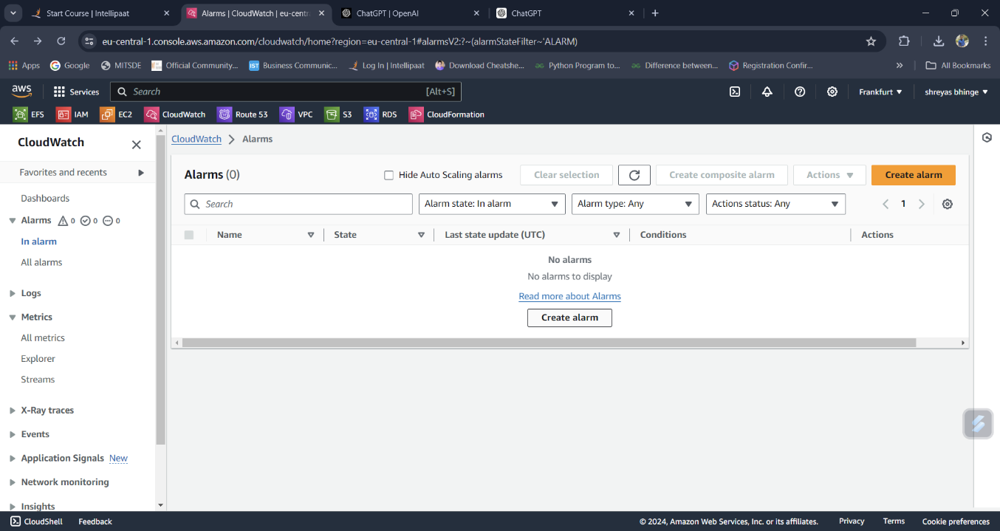 Start Course | Intellipaat
Alarms | CloudWatch | eu-centr
ChatGPT | OpenAI
ChatGPT
eu-central-1.console.aws.amazon.com/cloudwatch/home?region=eu-central-1#alarmsV2:?~(alarmStateFilter~'ALARM)
Apps
Google
MITSDE
Official Community...
IST
Business Communic...
Log In | Intellipaat
Download Cheatshe...
Python Program to...
Difference between...
Registration Confir...
All Bookmarks
aws
Services
Search
[Alt+S]
Frankfurt
shreyas bhinge
EFS
IAM
EC2
CloudWatch
Route 53
VPC
S3
RDS
CloudFormation
CloudWatch
Favorites and recents
Dashboards
Alarms 0 0 0
In alarm
All alarms
Logs
Metrics
All metrics
Explorer
Streams
X-Ray traces
Events
Application Signals New
Network monitoring
Insights
CloudWatch > Alarms
Alarms (0)
Hide Auto Scaling alarms
Clear selection
Create composite alarm
Actions
Create alarm
Search
Alarm state: In alarm
Alarm type: Any
Actions status: Any
1
Name
State
Last state update (UTC)
Conditions
Actions
No alarms
No alarms to display
Read more about Alarms
Create alarm
CloudShell
Feedback
© 2024, Amazon Web Services, Inc. or its affiliates.
Privacy
Terms
Cookie preferences